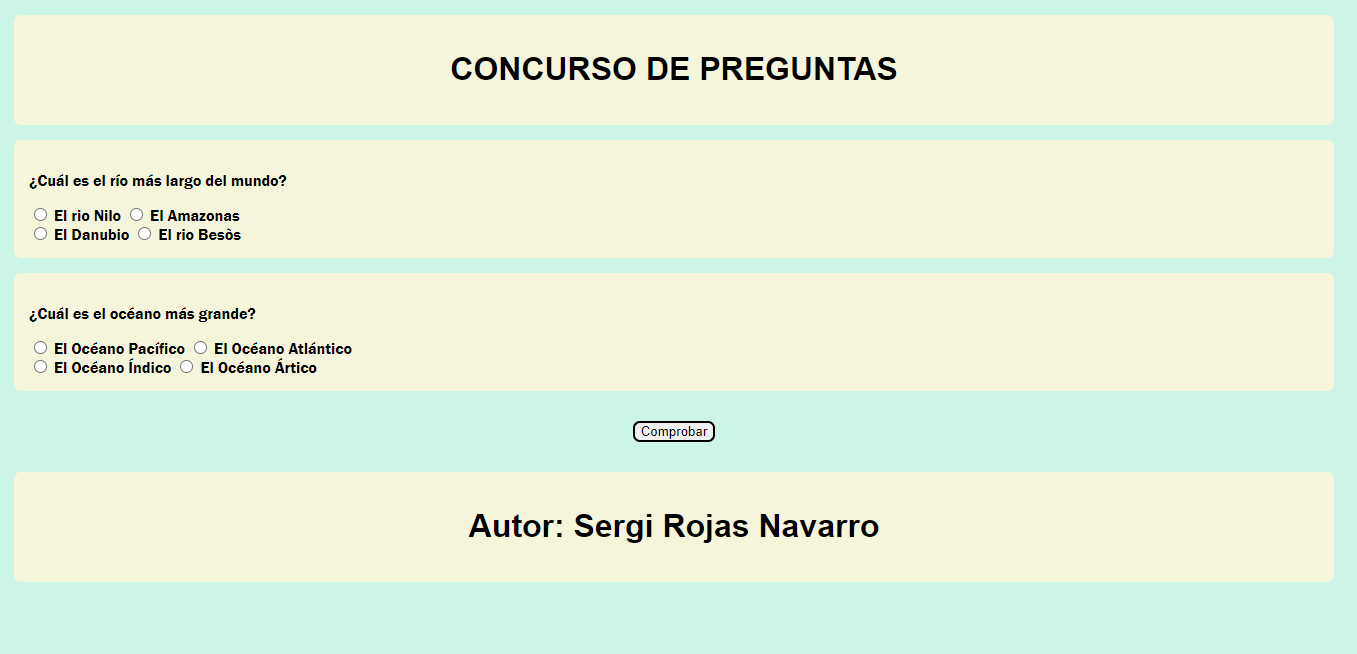 CONCURSO DE PREGUNTAS
¿Cuál es el río más largo del mundo?
El rio Nilo El Amazonas
El Danubio El rio Besòs
¿Cuál es el océano más grande?
El Océano Pacífico El Océano Atlántico
El Océano Índico El Océano Ártico
Comprobar
Autor: Sergi Rojas Navarro